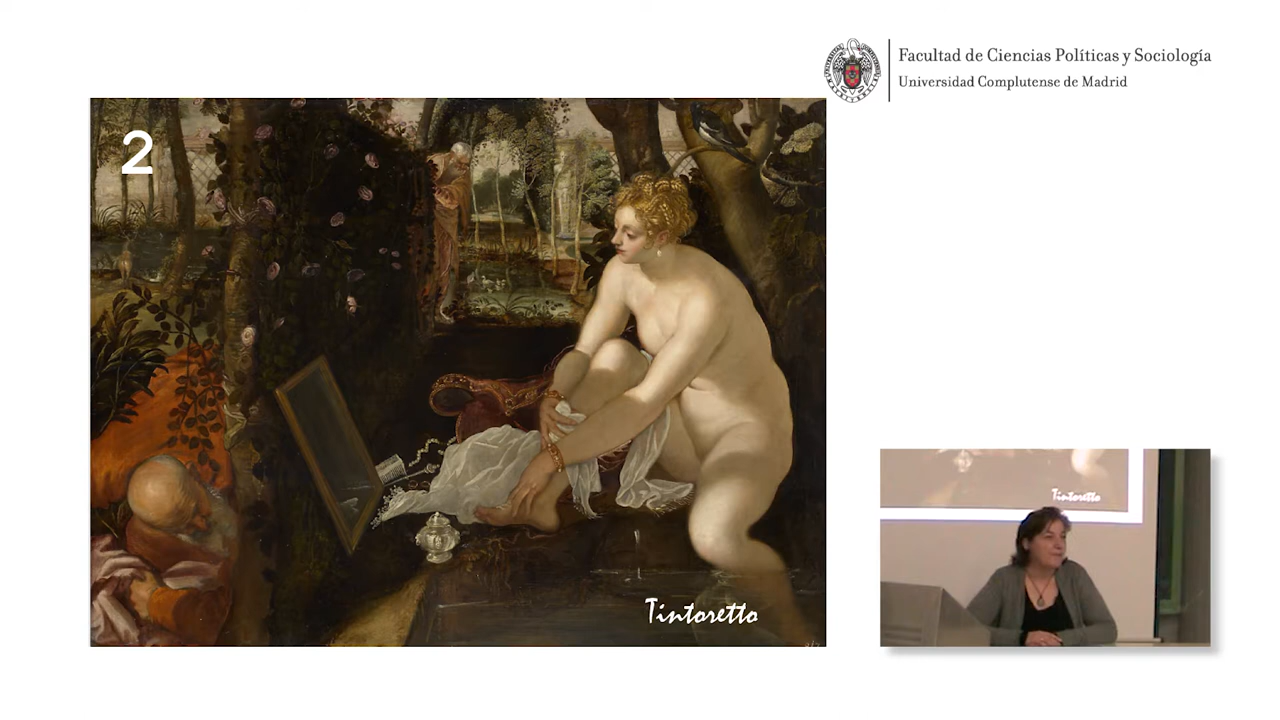 Facultad de Ciencias Políticas y Sociología
Universidad Complutense de Madrid
2
Tintoretto
Tintoretto